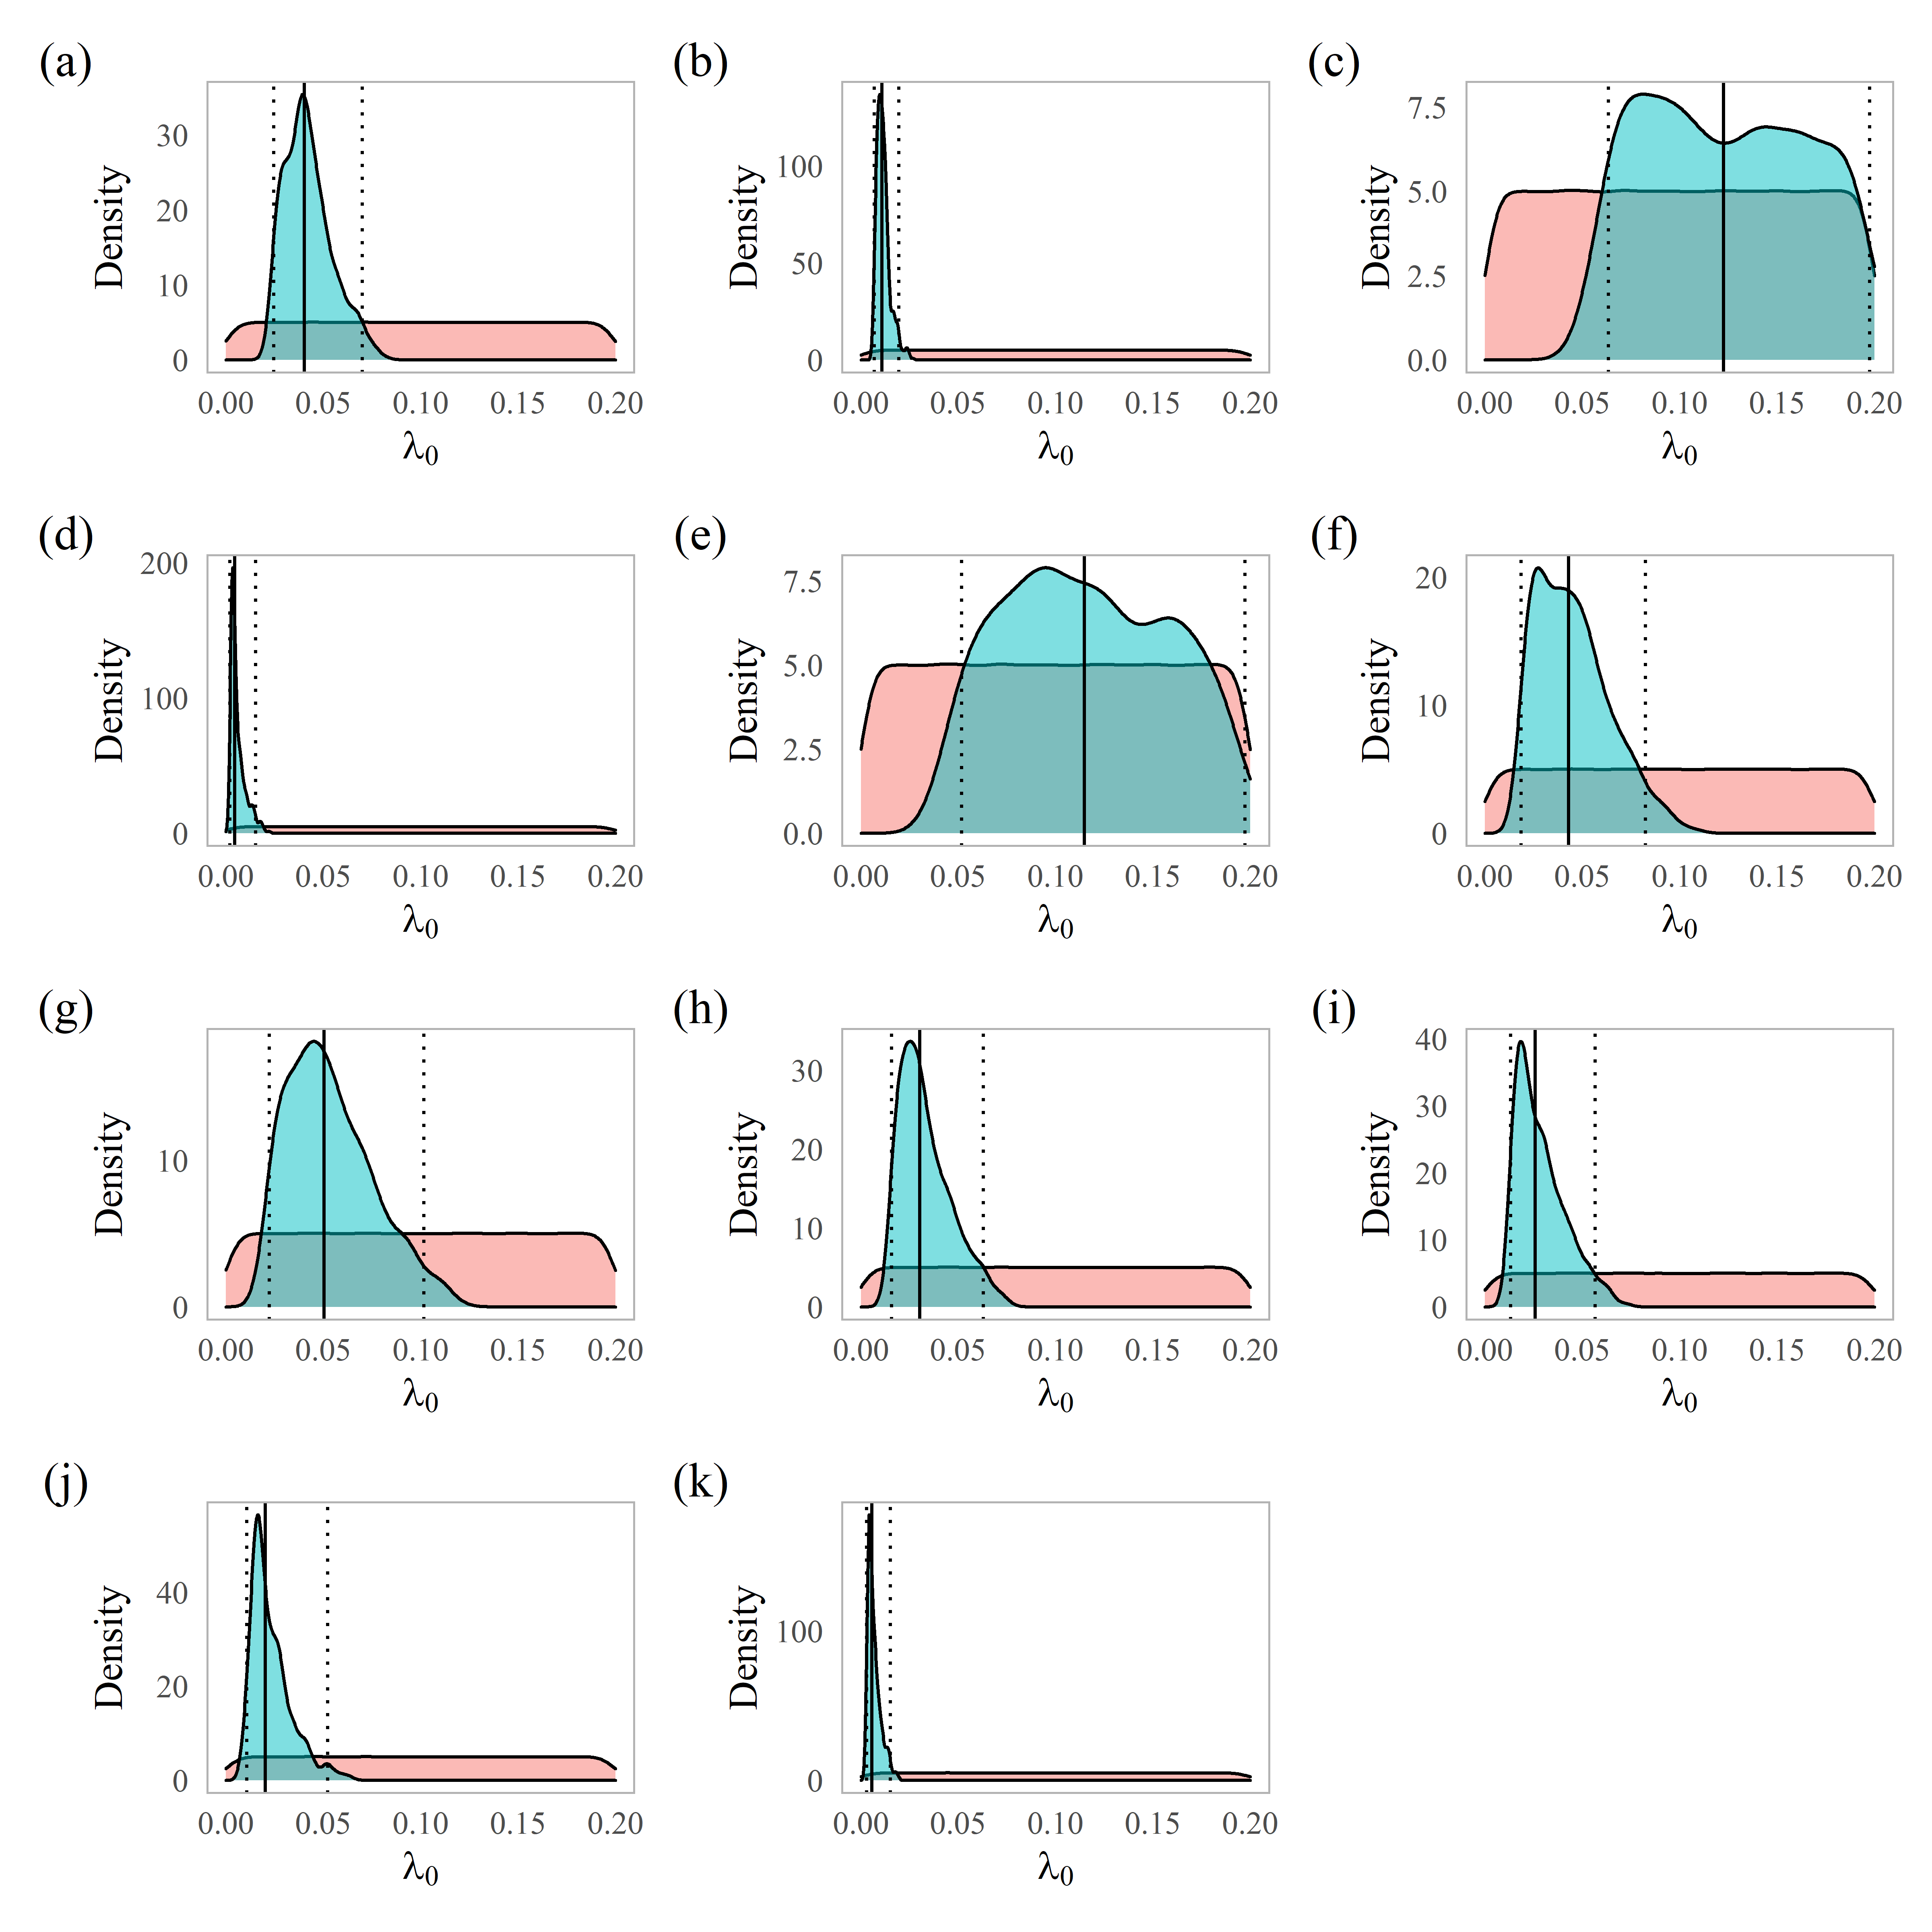 (a) (b) (c)
Density 30 20 10 0
Density 100 50 0
Density 7.5 5.0 2.5 0.0
0.00 0.05 0.10 0.15 0.20 0.00 0.05 0.10 0.15 0.20 0.00 0.05 0.10 0.15 0.20
λ0 λ0 λ0
(d) (e) (f)
Density 200 100 0
Density 7.5 5.0 2.5 0.0
Density 20 10 0
0.00 0.05 0.10 0.15 0.20 0.00 0.05 0.10 0.15 0.20 0.00 0.05 0.10 0.15 0.20
λ0 λ0 λ0
(g) (h) (i)
Density 10 0
Density 30 20 10 0
Density 40 30 20 10 0
0.00 0.05 0.10 0.15 0.20 0.00 0.05 0.10 0.15 0.20 0.00 0.05 0.10 0.15 0.20
λ0 λ0 λ0
(j) (k)
Density 40 20 0
Density 100 0
0.00 0.05 0.10 0.15 0.20 0.00 0.05 0.10 0.15 0.20
λ0 λ0